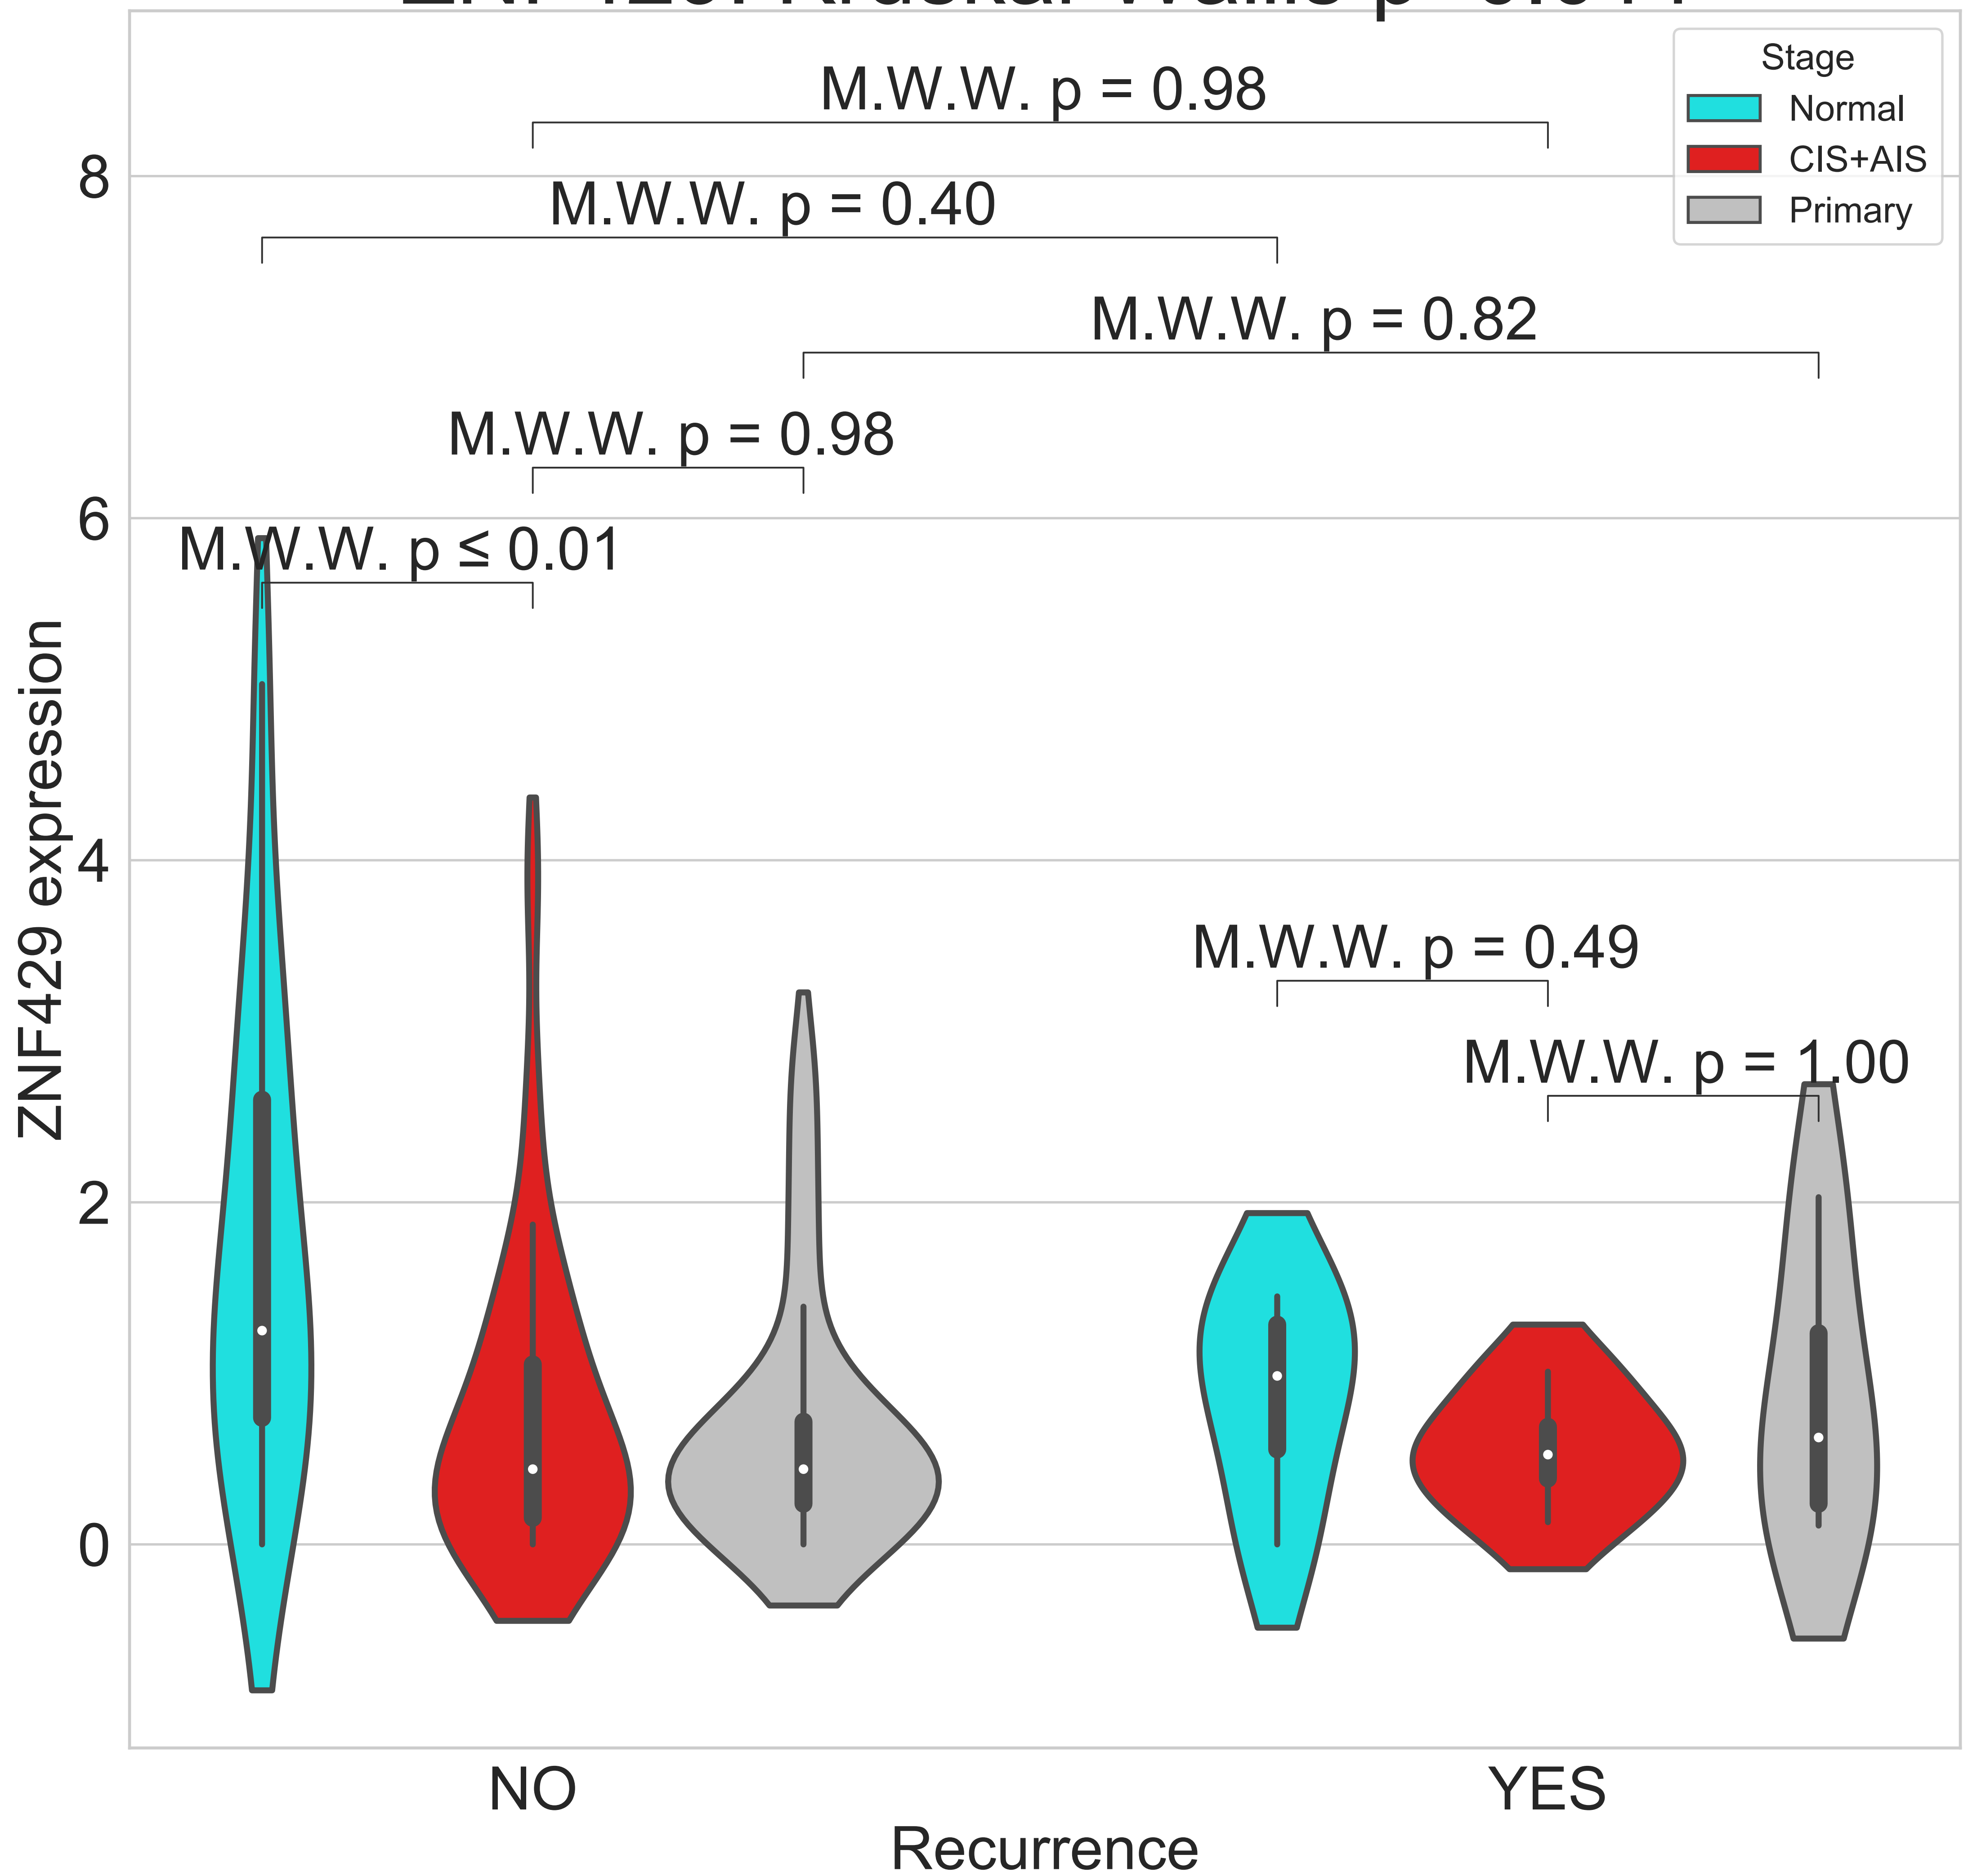 Stage
Normal
CIS+AIS
Primary
M.W.W. p = 0.98
M.W.W. p = 0.40
M.W.W. p = 0.82
M.W.W. p = 0.98
M.W.W. p ≤ 0.01
M.W.W. p = 0.49
M.W.W. p = 1.00
8
6
4
2
0
ZNF429 expression
NO
YES
Recurrence